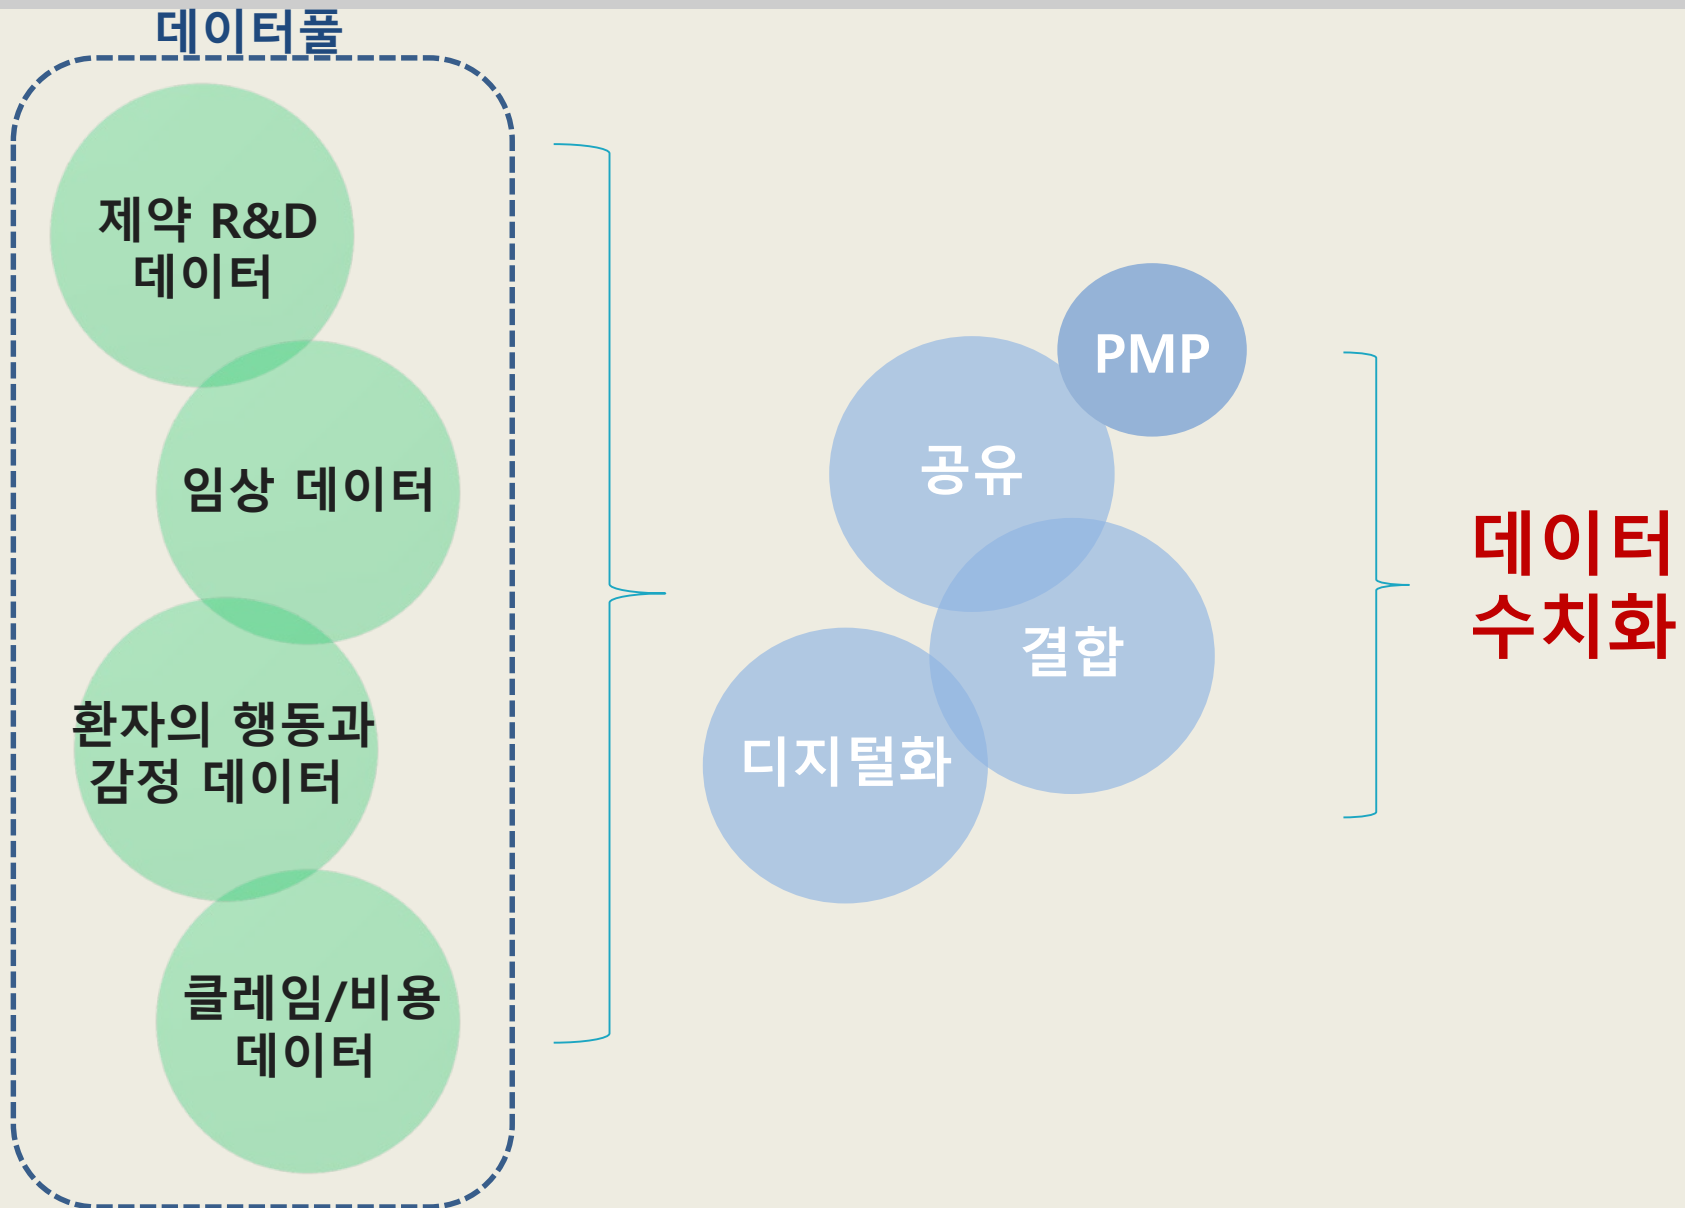 데이터풀
제약 R&D
데이터
임상 데이터
환자의 행동과
감정 데이터
클레임/비용
데이터
PMP
공유
결합
디지털화
데이터
수치화